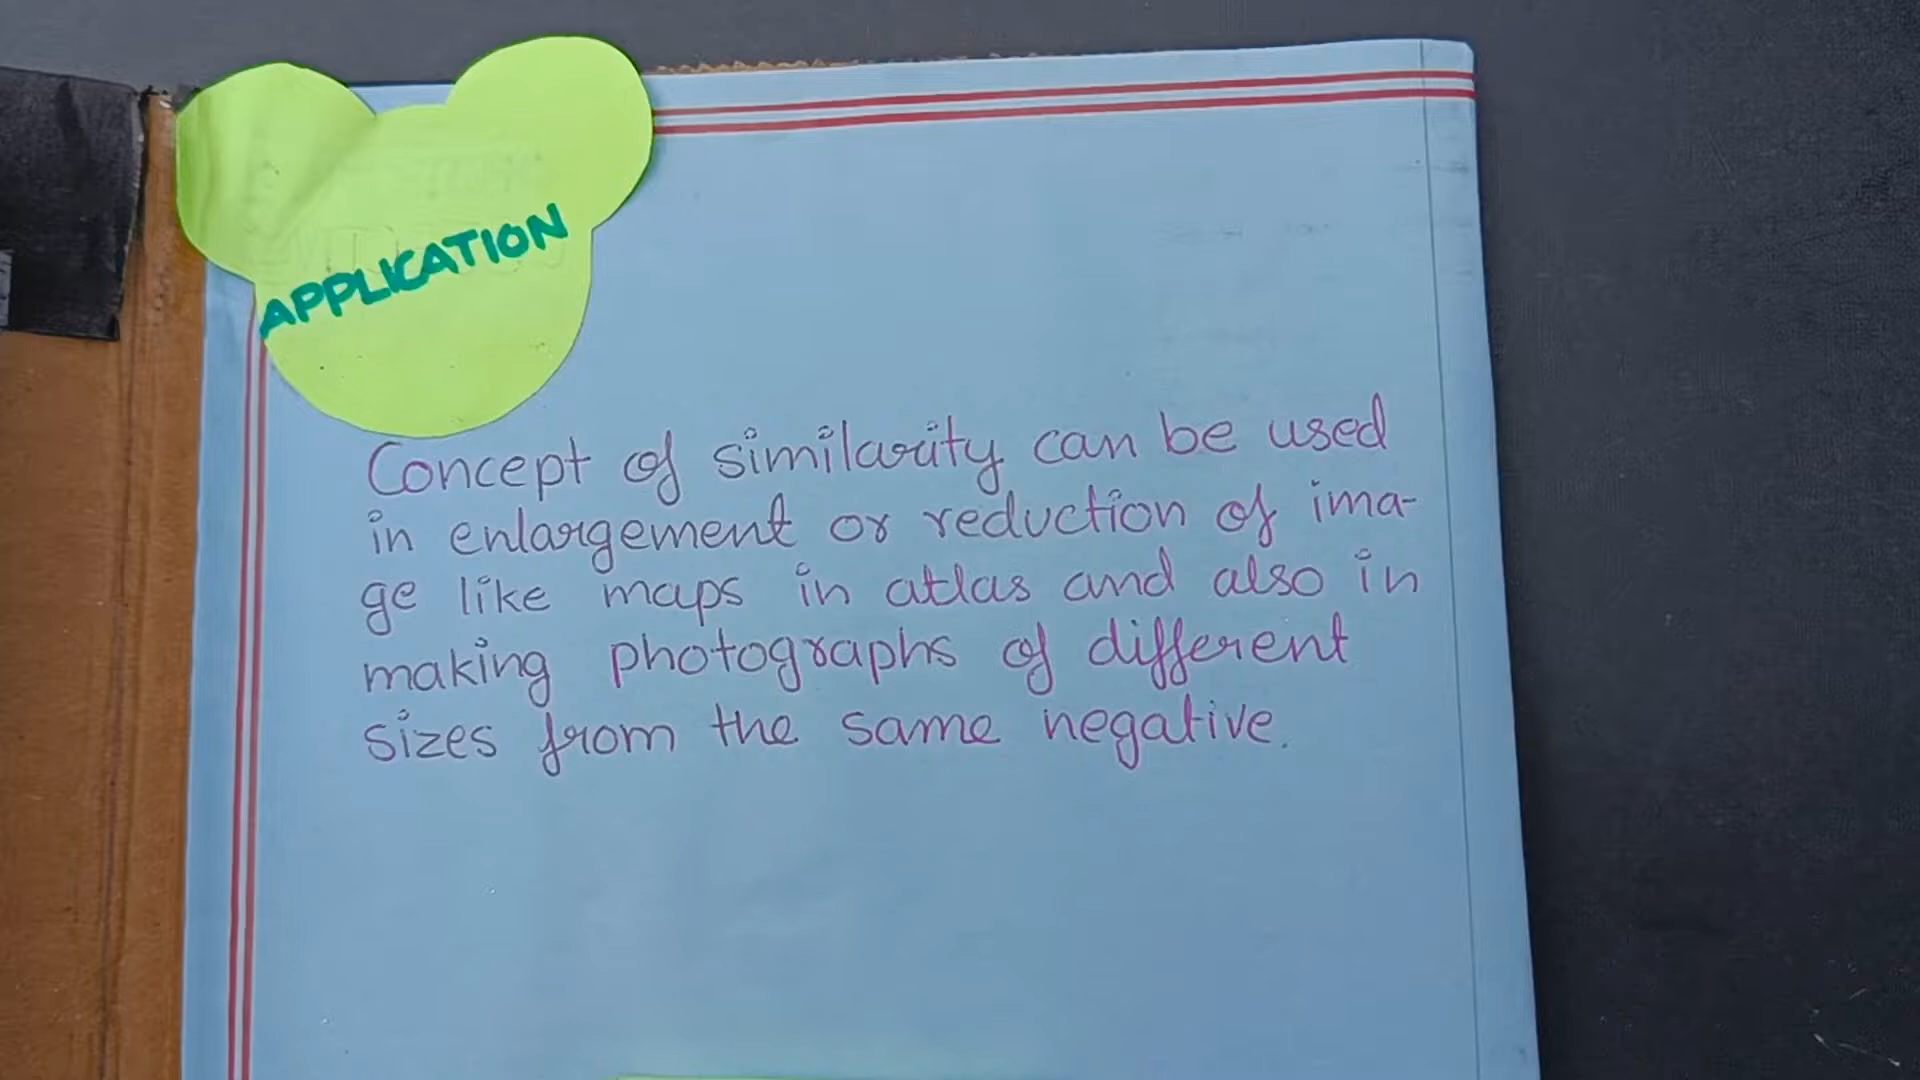 APPLICATION
Concept of similarity can be used
in enlargement or reduction of ima-
ge like maps in atlas and also in
making photographs of different
sizes from the same negative.